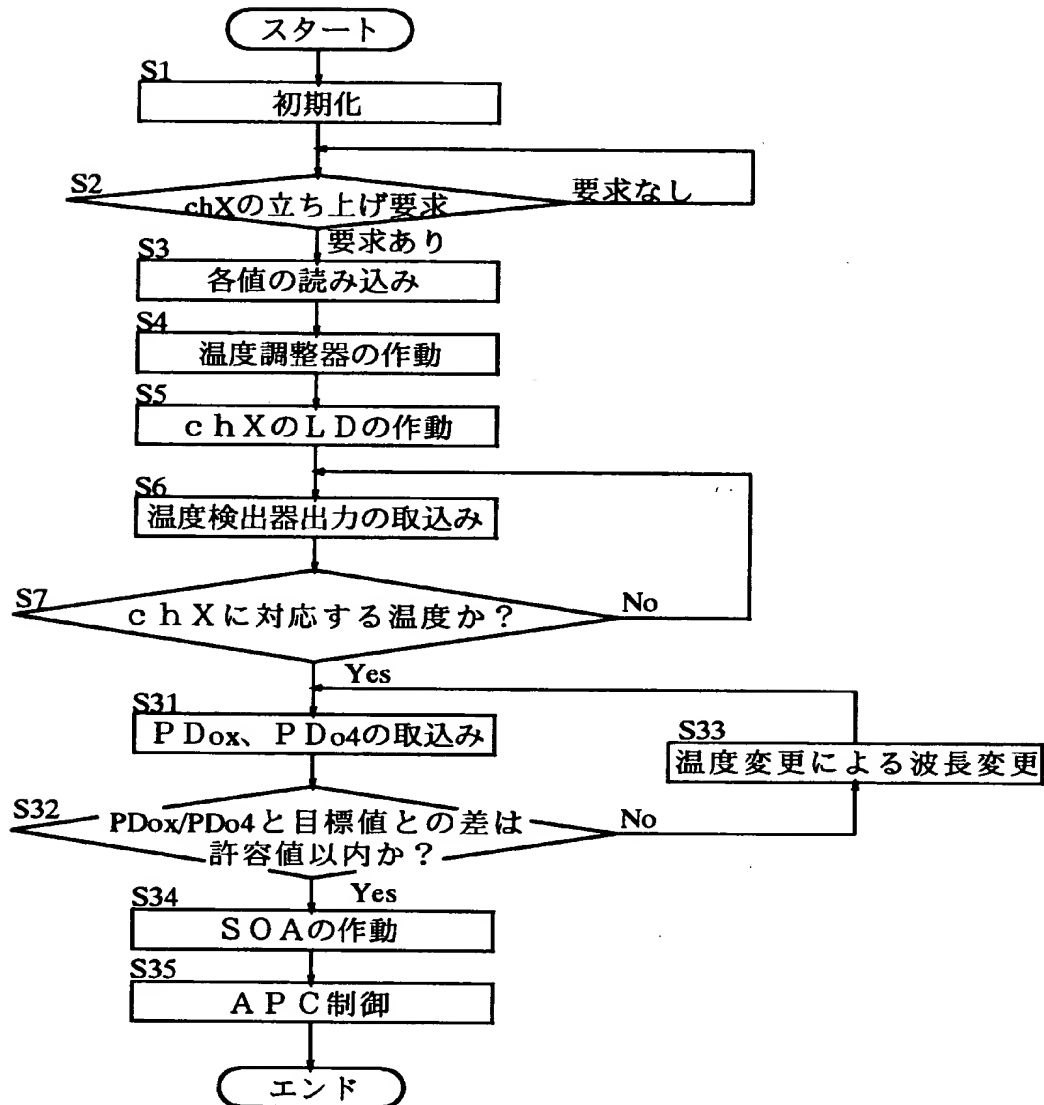 スタート
S1
初期化
S2
chXの立ち上げ要求
要求なし
要求あり
S3
各値の読み込み
S4
温度調整器の作動
S5
chXのLDの作動
S6
温度検出器出力の取込み
S7
chXに対応する温度か?
No
Yes
S31
PDox、PDo4の取込み
S33
温度変更による波長変更
S32
PDox/PDo4と目標値との差は
許容値以内か?
No
Yes
S34
SOAの作動
S35
APC制御
エンド